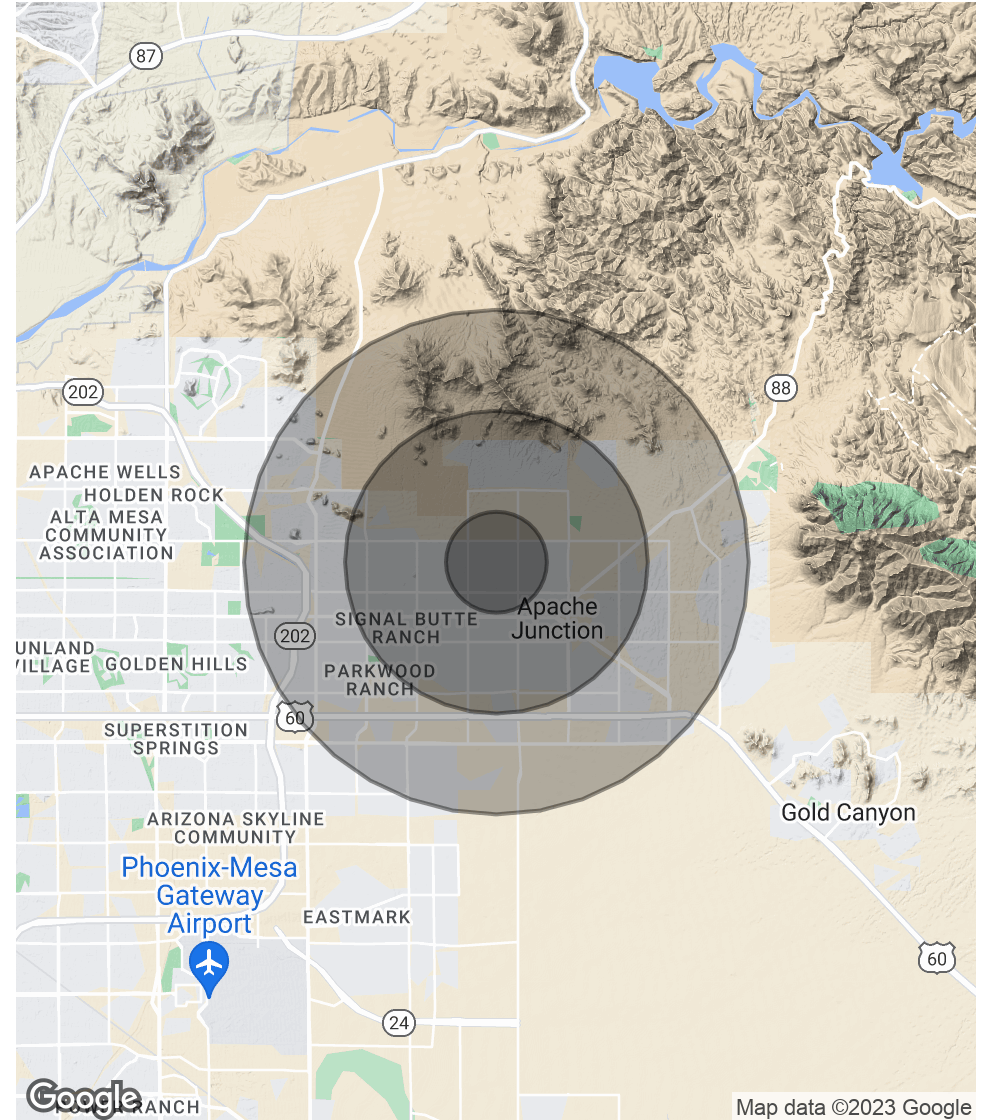 87
202
88
APACHE WELLS
HOLDEN ROCK
ALTA MESA
COMMUNITY
ASSOCIATION
Apache
Junction
SIGNAL BUTTE
RANCH
202
UNLAND
VILLAGE
GOLDEN HILLS
PARKWOOD
RANCH
60
SUPERSTITION
SPRINGS
Gold Canyon
ARIZONA SKYLINE
COMMUNITY
Phoenix-Mesa
Gateway
Airport
EASTMARK
60
24
Google
POWER RANCH
Map data ©2023 Google